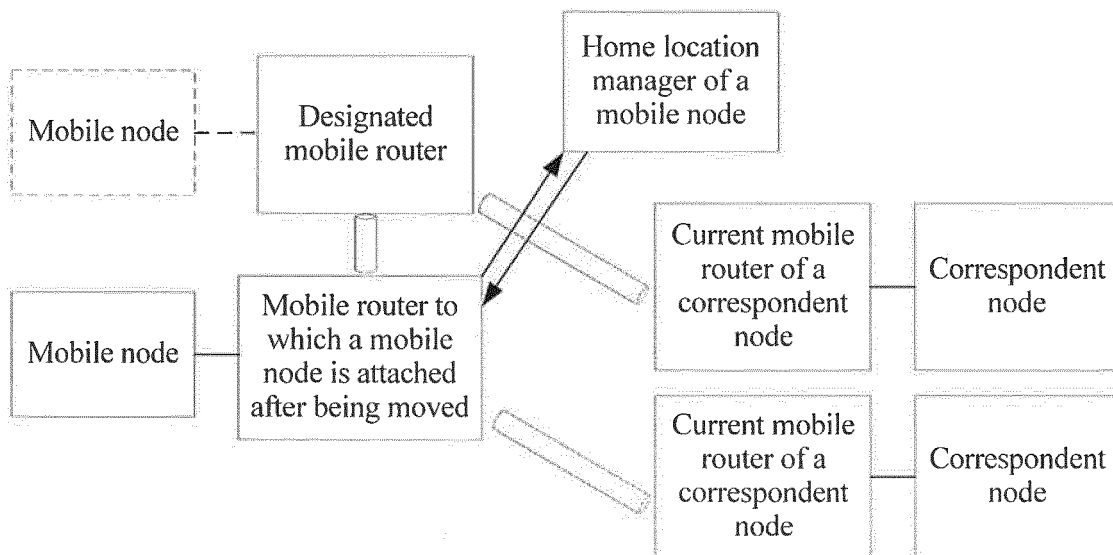 Home location
manager of a
mobile node
Mobile node
Designated
mobile router
Current mobile
router of a
correspondent
node
Correspondent
node
Mobile node
Mobile router to
which a mobile
node is attached
after being moved
Current mobile
router of a
correspondent
node
Correspondent
node